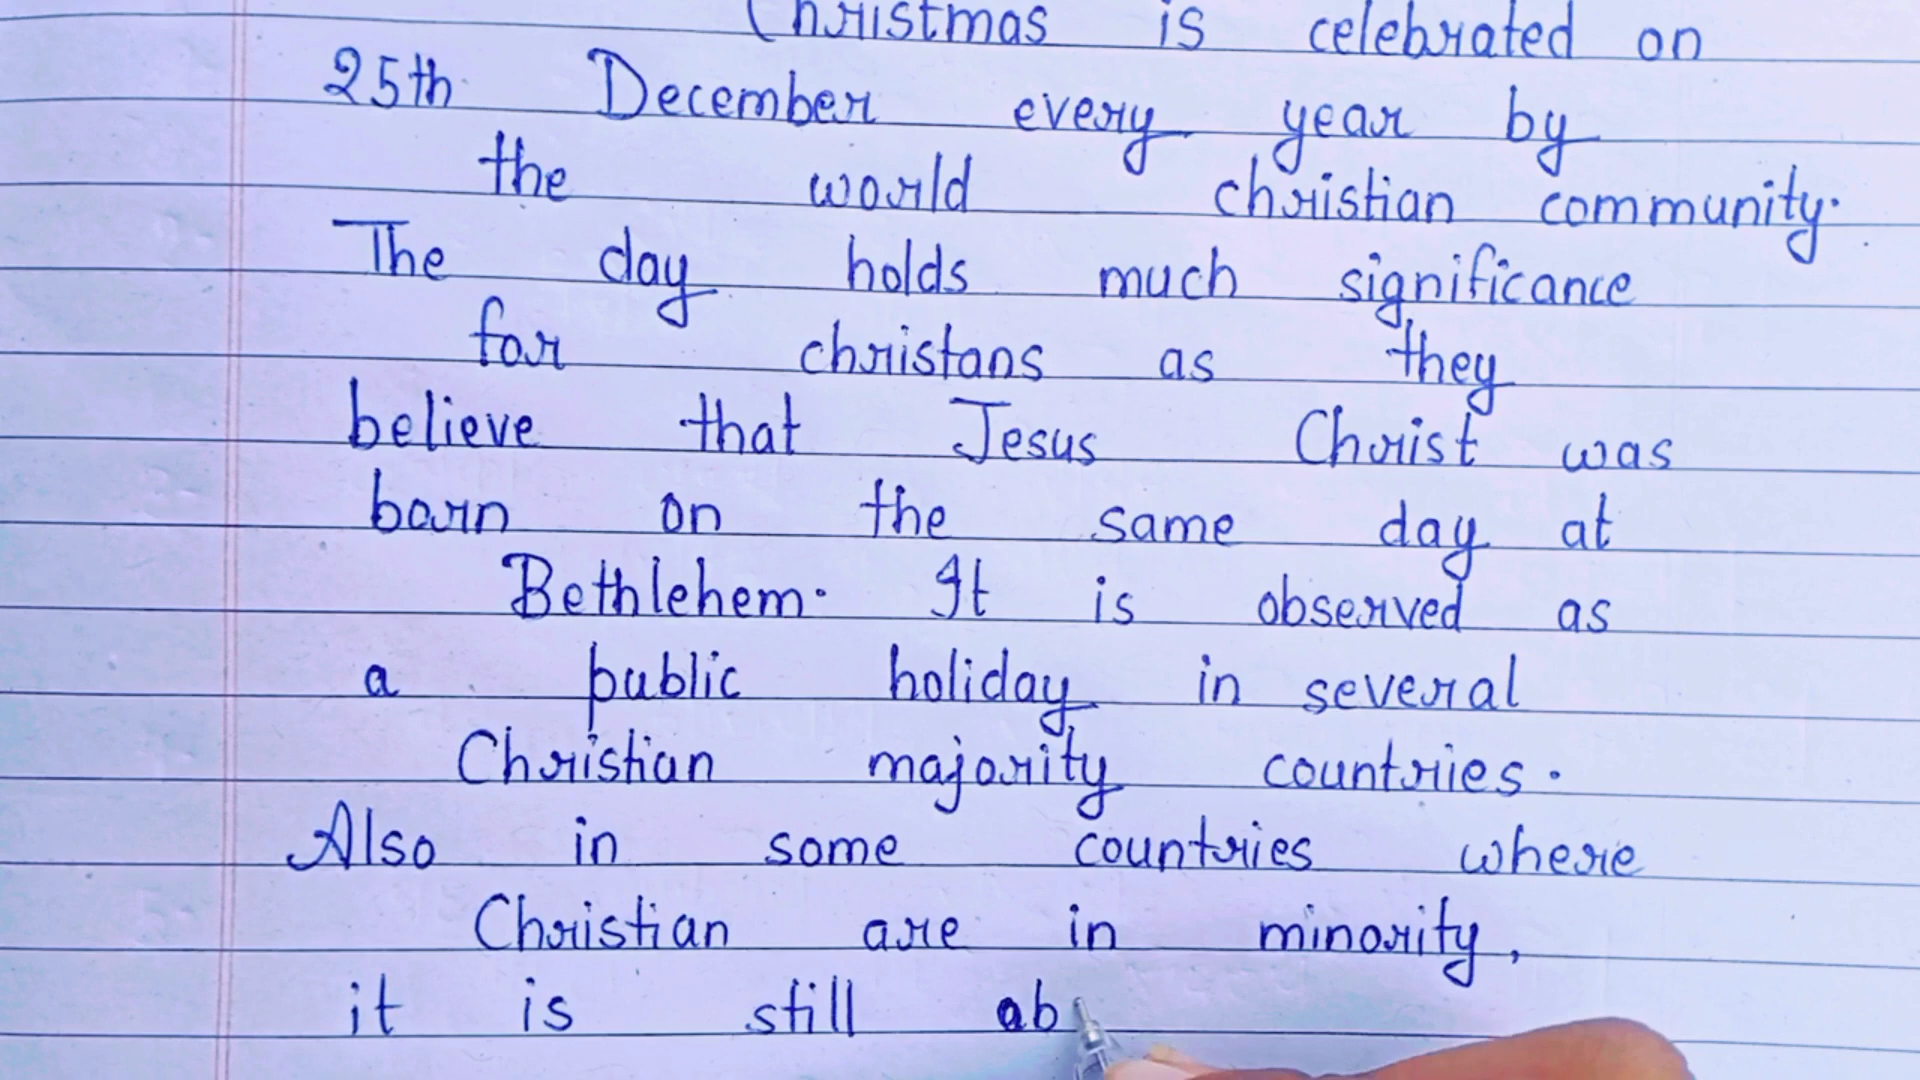 Christmas is celebrated on
25th December every year by
the world christian community.
The day holds much significance
for christans as they
believe that Jesus Christ was
born on the same day at
Bethlehem. It is observed as
a public holiday in several
Christian majority countries.
Also in some countries where
Christian are in minority,
it is still ob